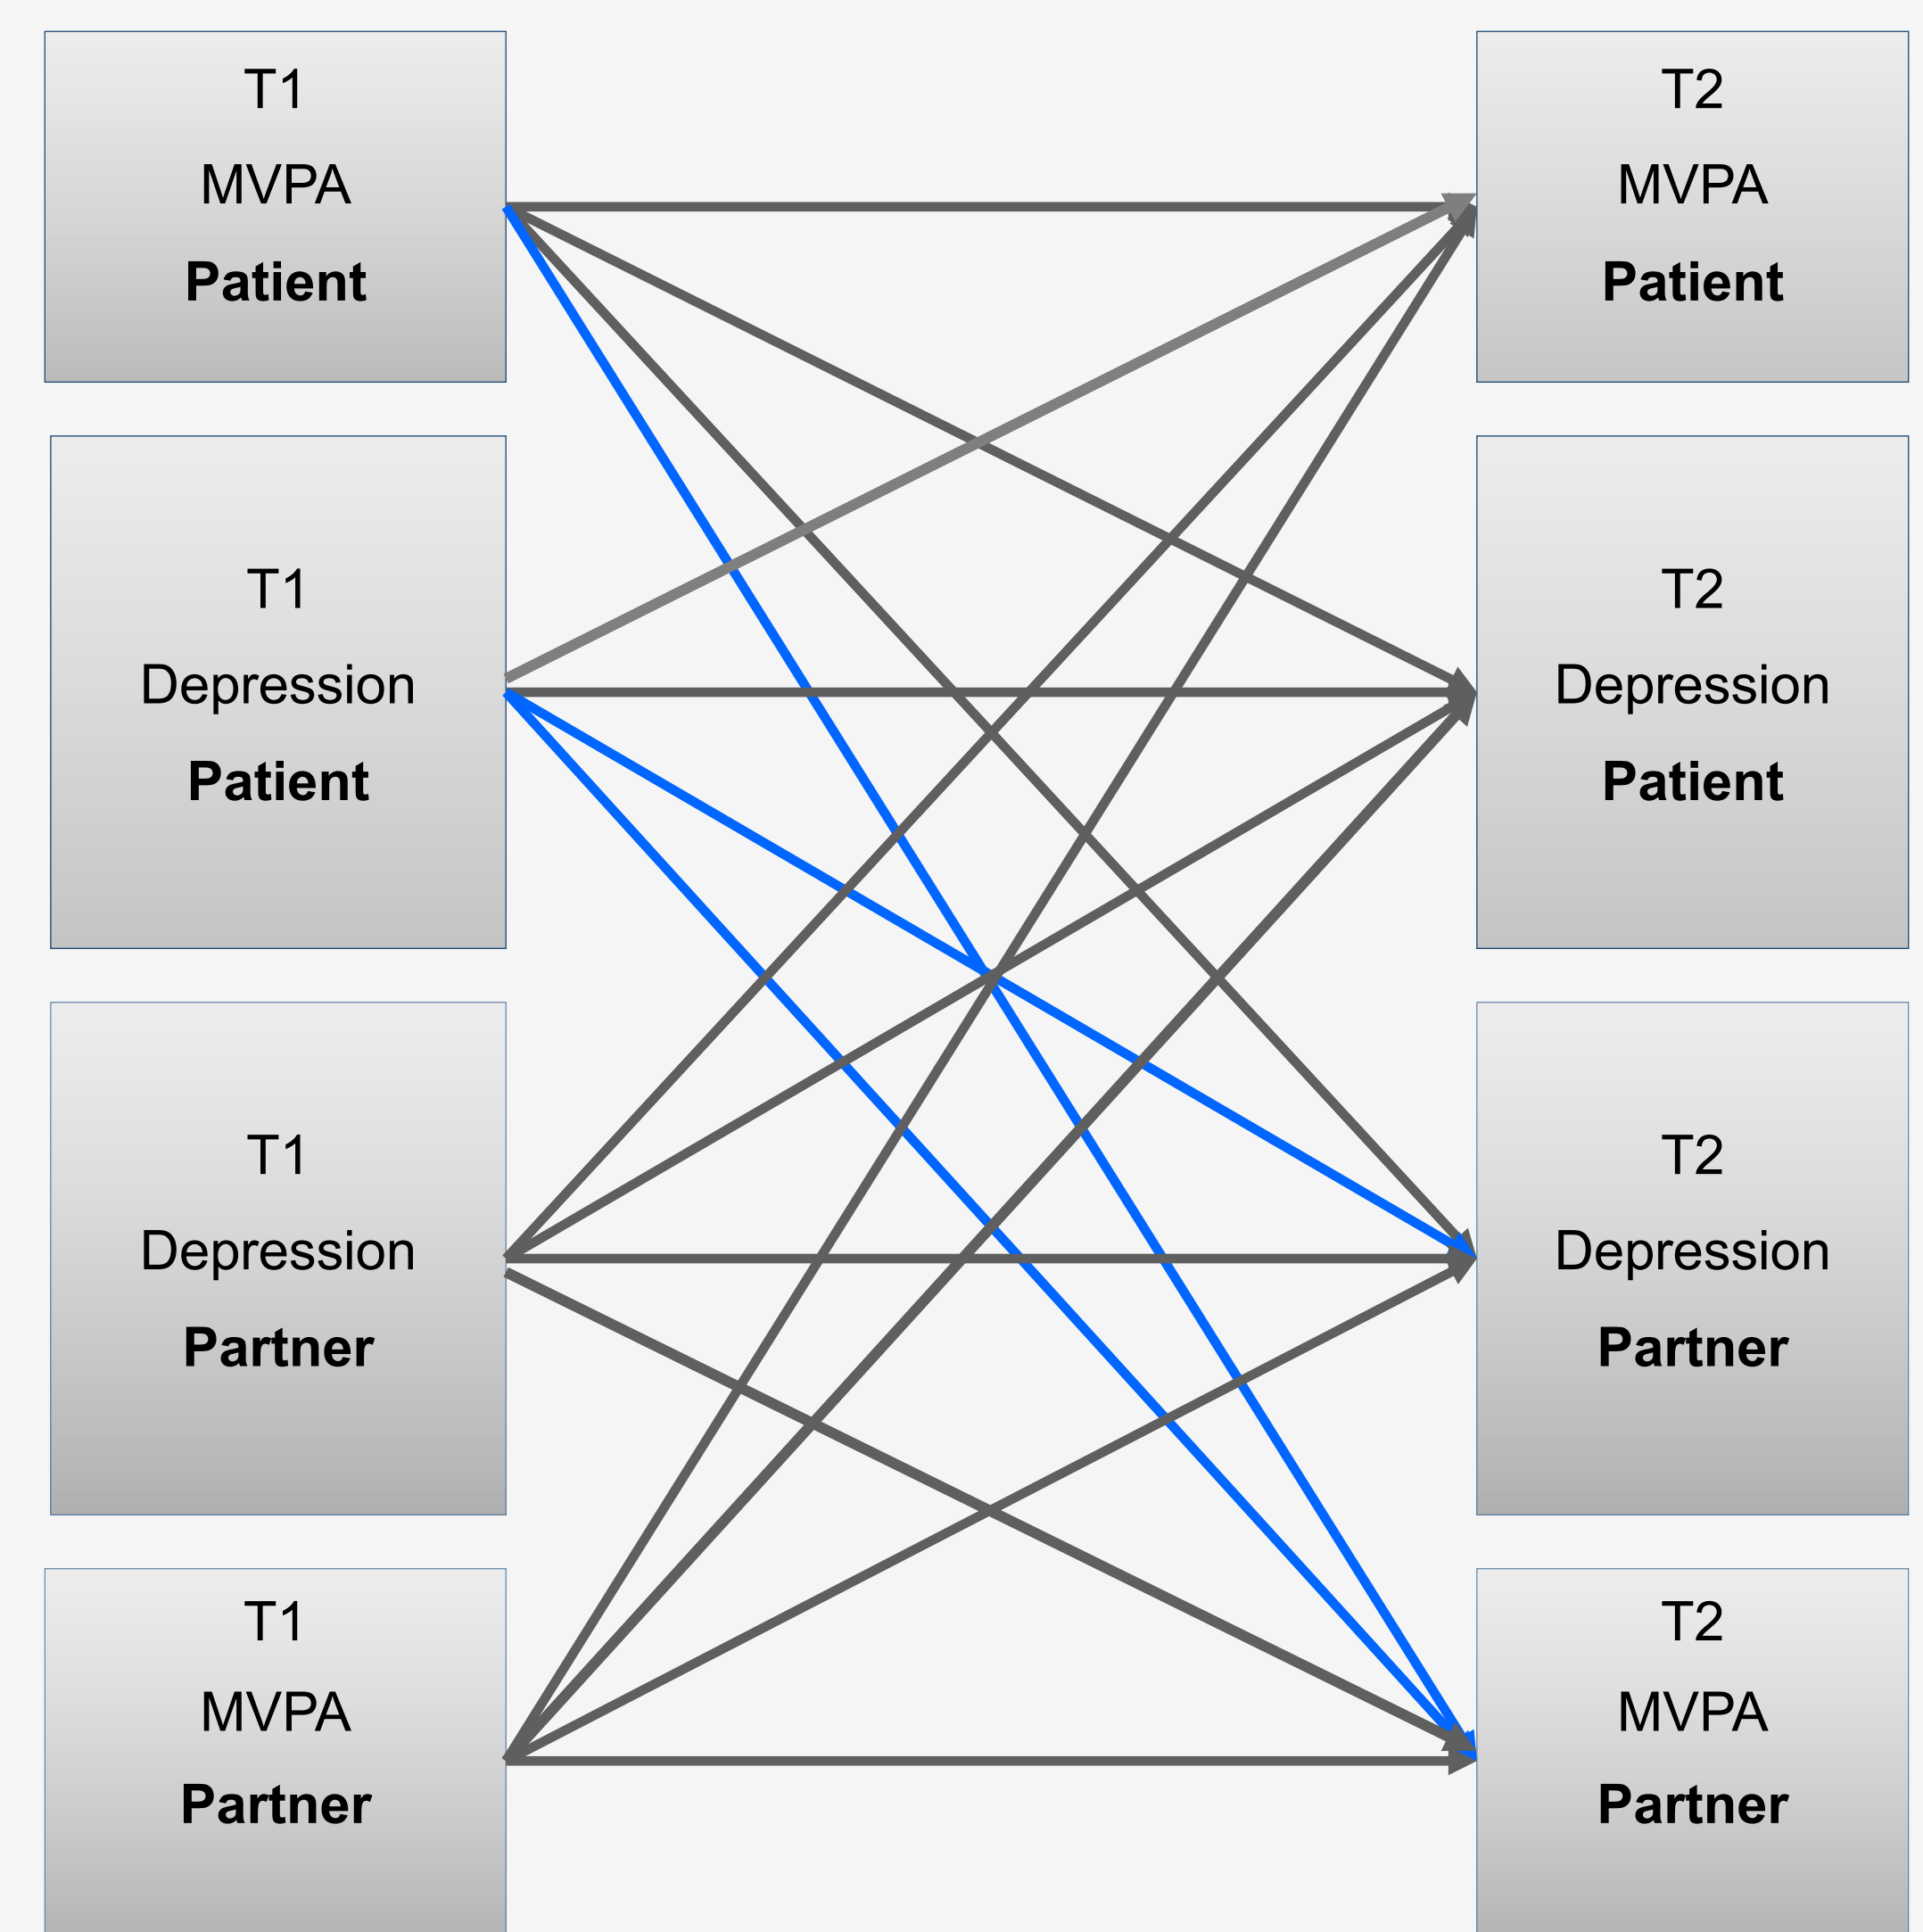 T1
MVPA
Patient
T2
MVPA
Patient
T1
Depression
Patient
T2
Depression
Patient
T1
Depression
Partner
T2
Depression
Partner
T1
MVPA
Partner
T2
MVPA
Partner